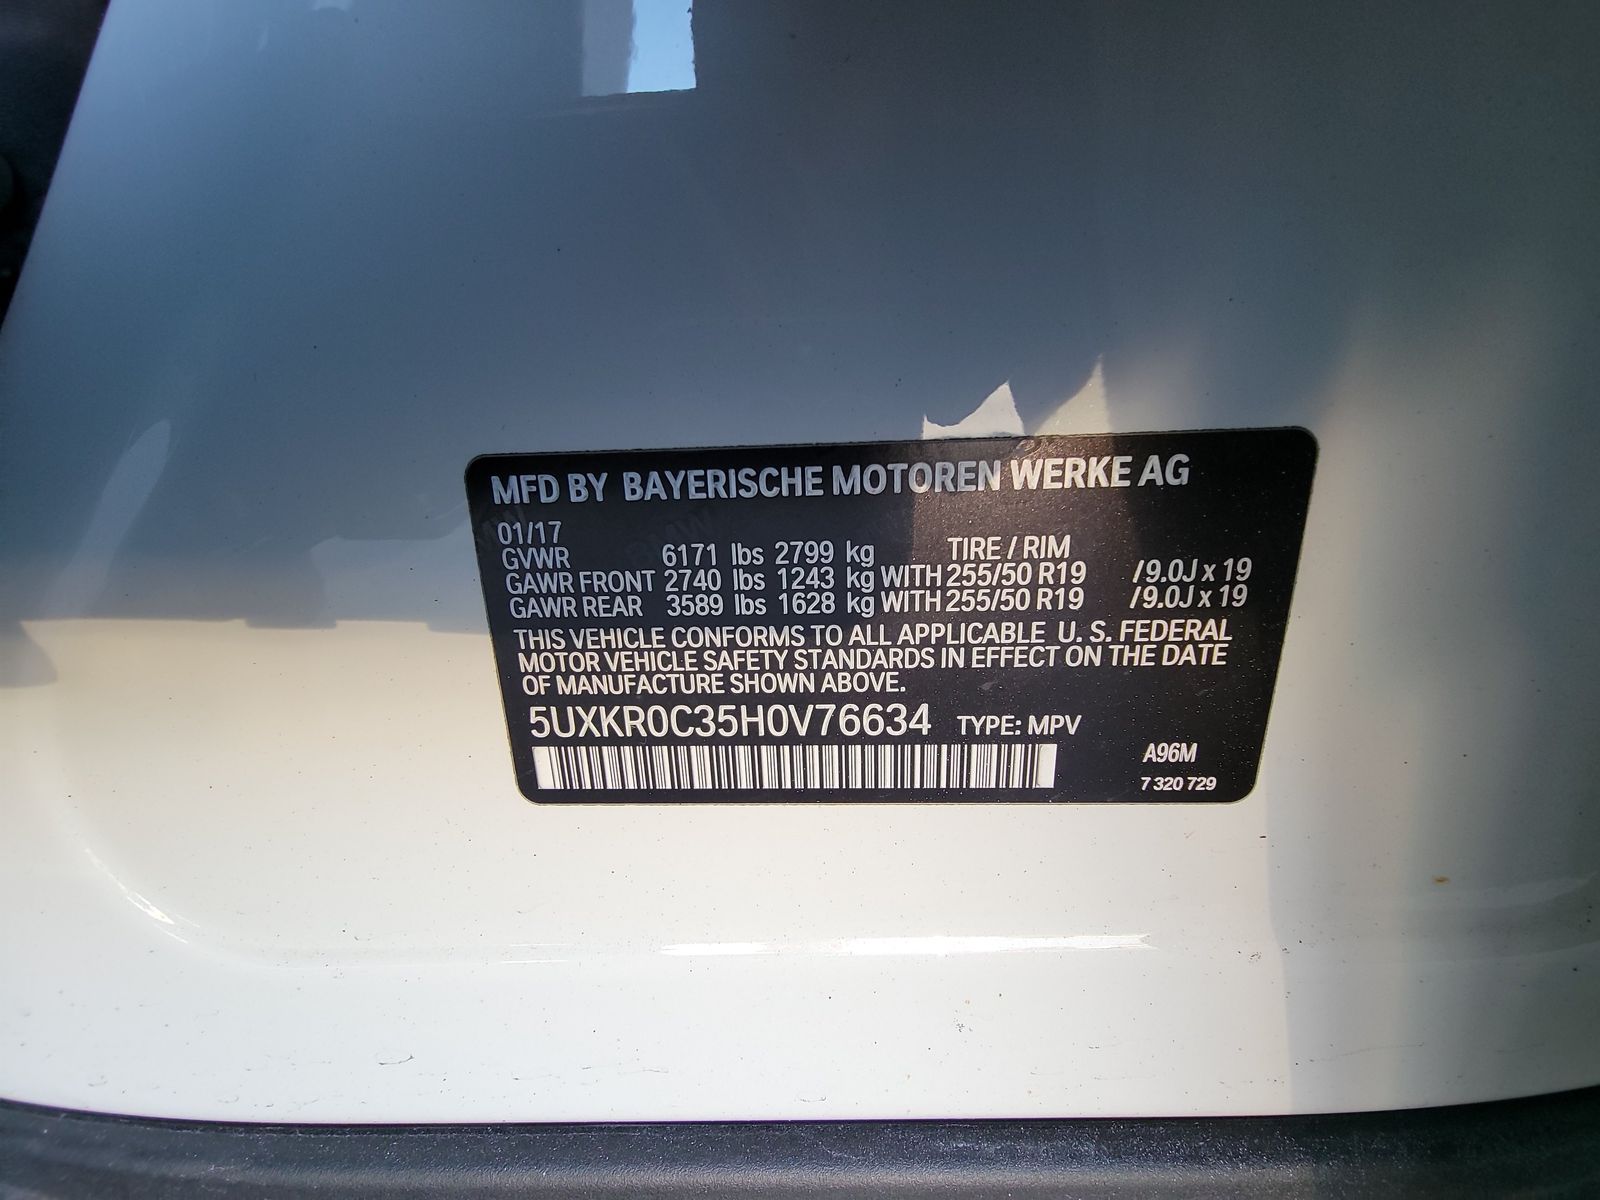 MFD BY BAYERISCHE MOTOREN WERKE AG
01/17
GVWR 6171 lbs 2799 kg TIRE / RIM
GAWR FRONT 2740 lbs 1243 kg WITH 255/50 R19 /9.0J x 19
GAWR REAR 3589 lbs 1628 kg WITH 255/50 R19 /9.0J x 19
THIS VEHICLE CONFORMS TO ALL APPLICABLE U. S. FEDERAL
MOTOR VEHICLE SAFETY STANDARDS IN EFFECT ON THE DATE
OF MANUFACTURE SHOWN ABOVE.
5UXKR0C35H0V76634 TYPE: MPV
A96M
7 320 729